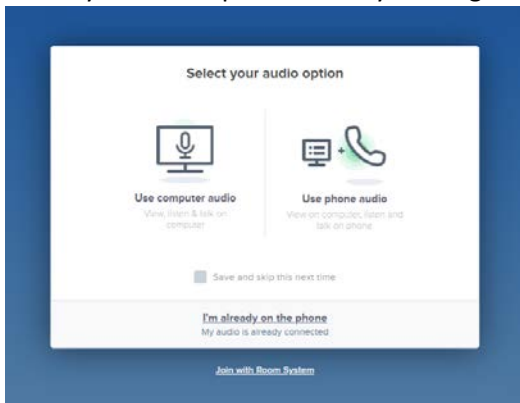 Select your audio option
Use computer audio
View, listen & talk on
computer
Use phone audio
View on computer, listen and
talk on phone
Save and skip this next time
I'm already on the phone
My audio is already connected
Join with Room System